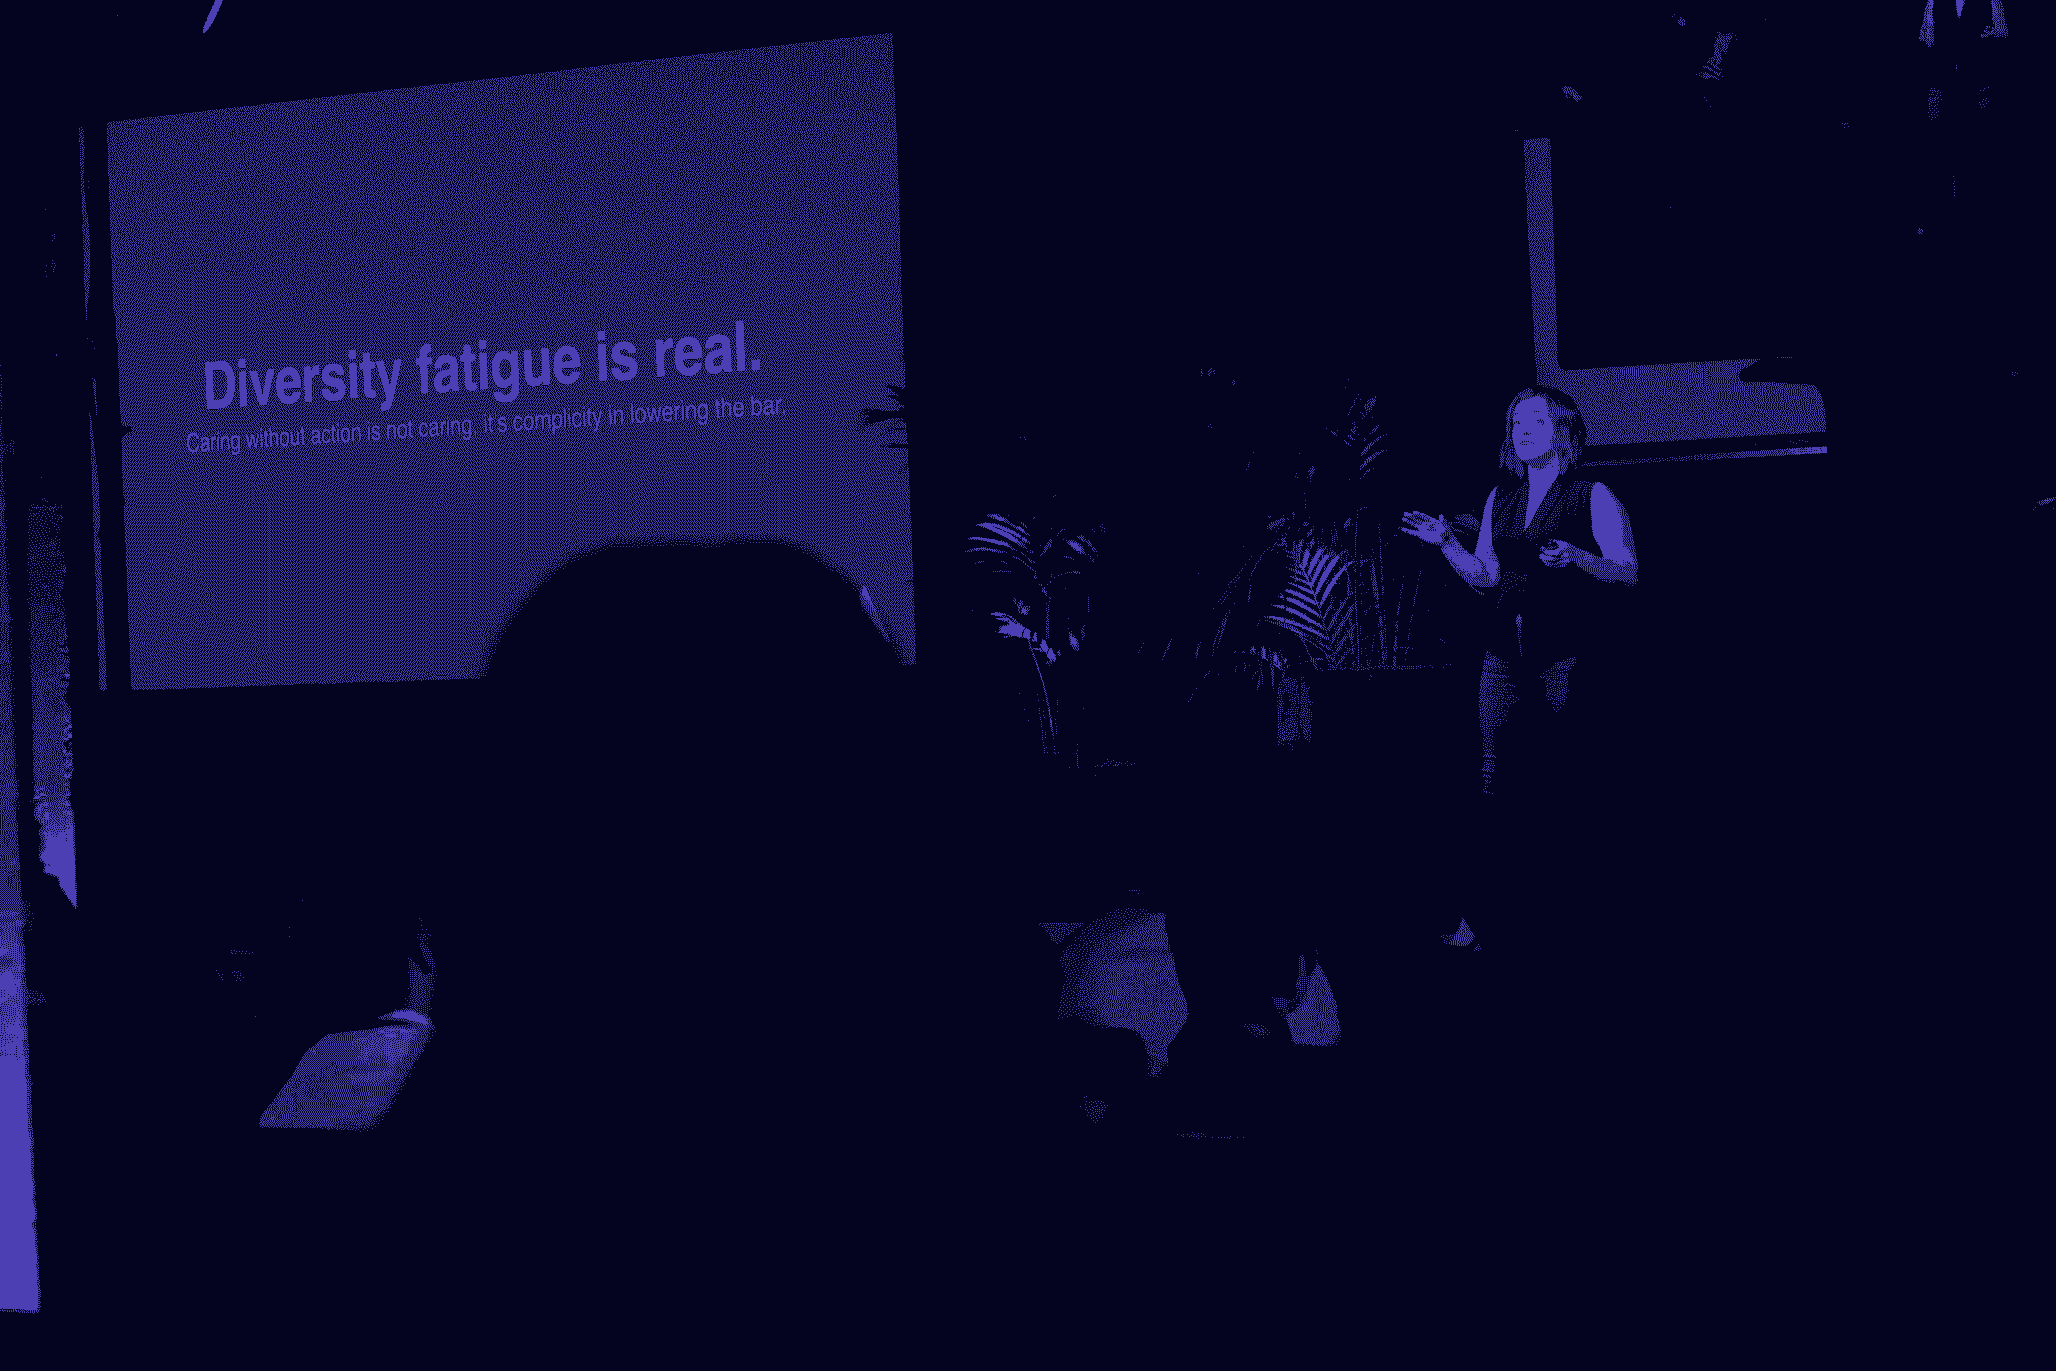 Diversity fatigue is real.
Caring without action is not caring, it's complicity in lowering the bar.